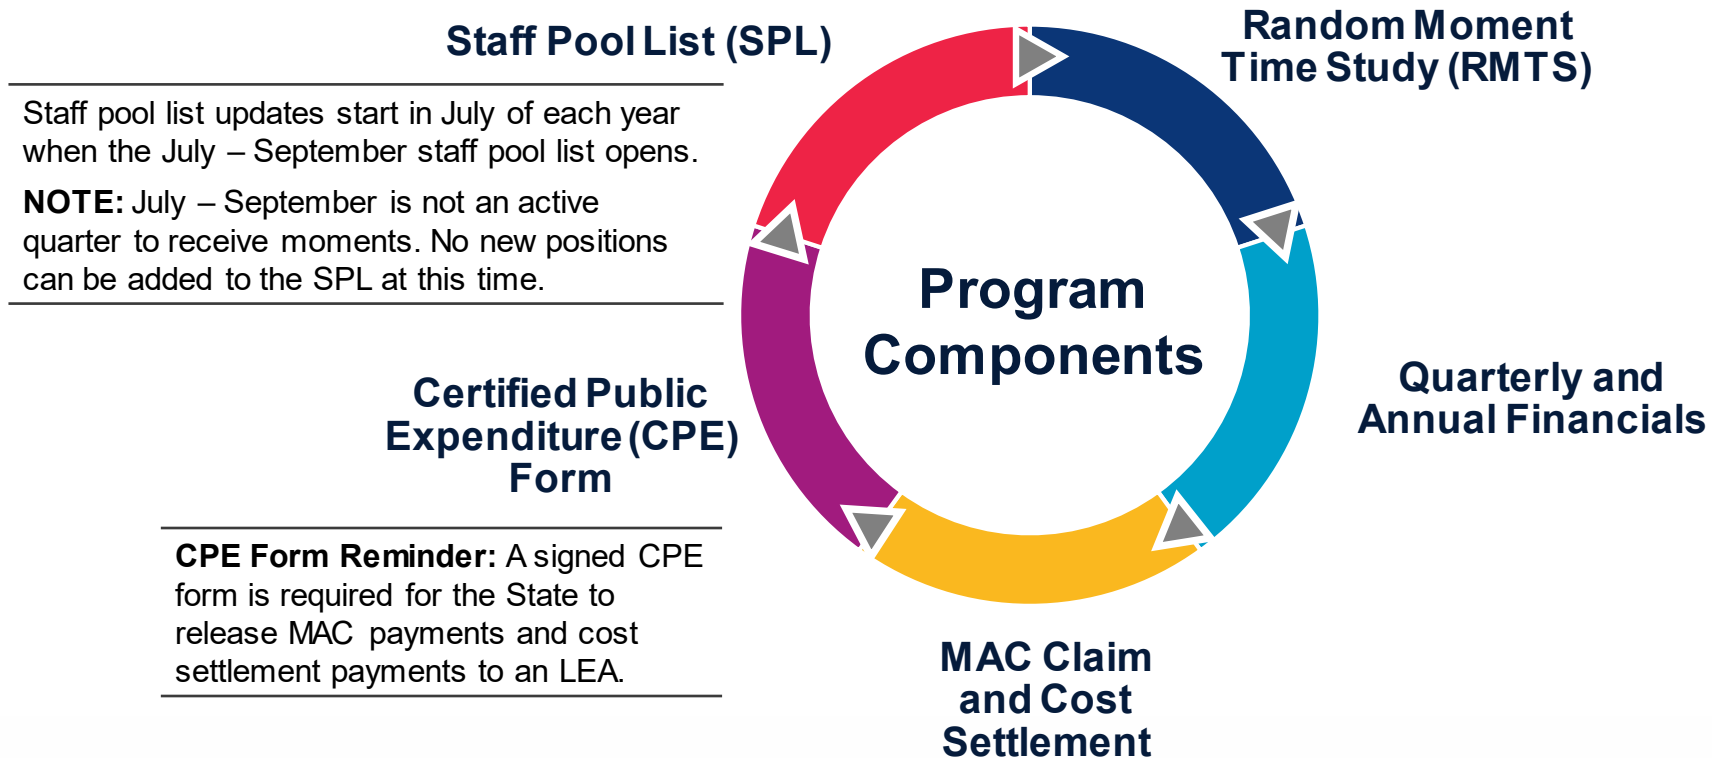 Staff Pool List (SPL)
Staff pool list updates start in July of each year
when the July – September staff pool list opens.
NOTE: July – September is not an active
quarter to receive moments. No new positions
can be added to the SPL at this time.
Random Moment
Time Study (RMTS)
Program
Components
Quarterly and
Annual Financials
Certified Public
Expenditure (CPE)
Form
CPE Form Reminder: A signed CPE
form is required for the State to
release MAC payments and cost
settlement payments to an LEA.
MAC Claim
and Cost
Settlement